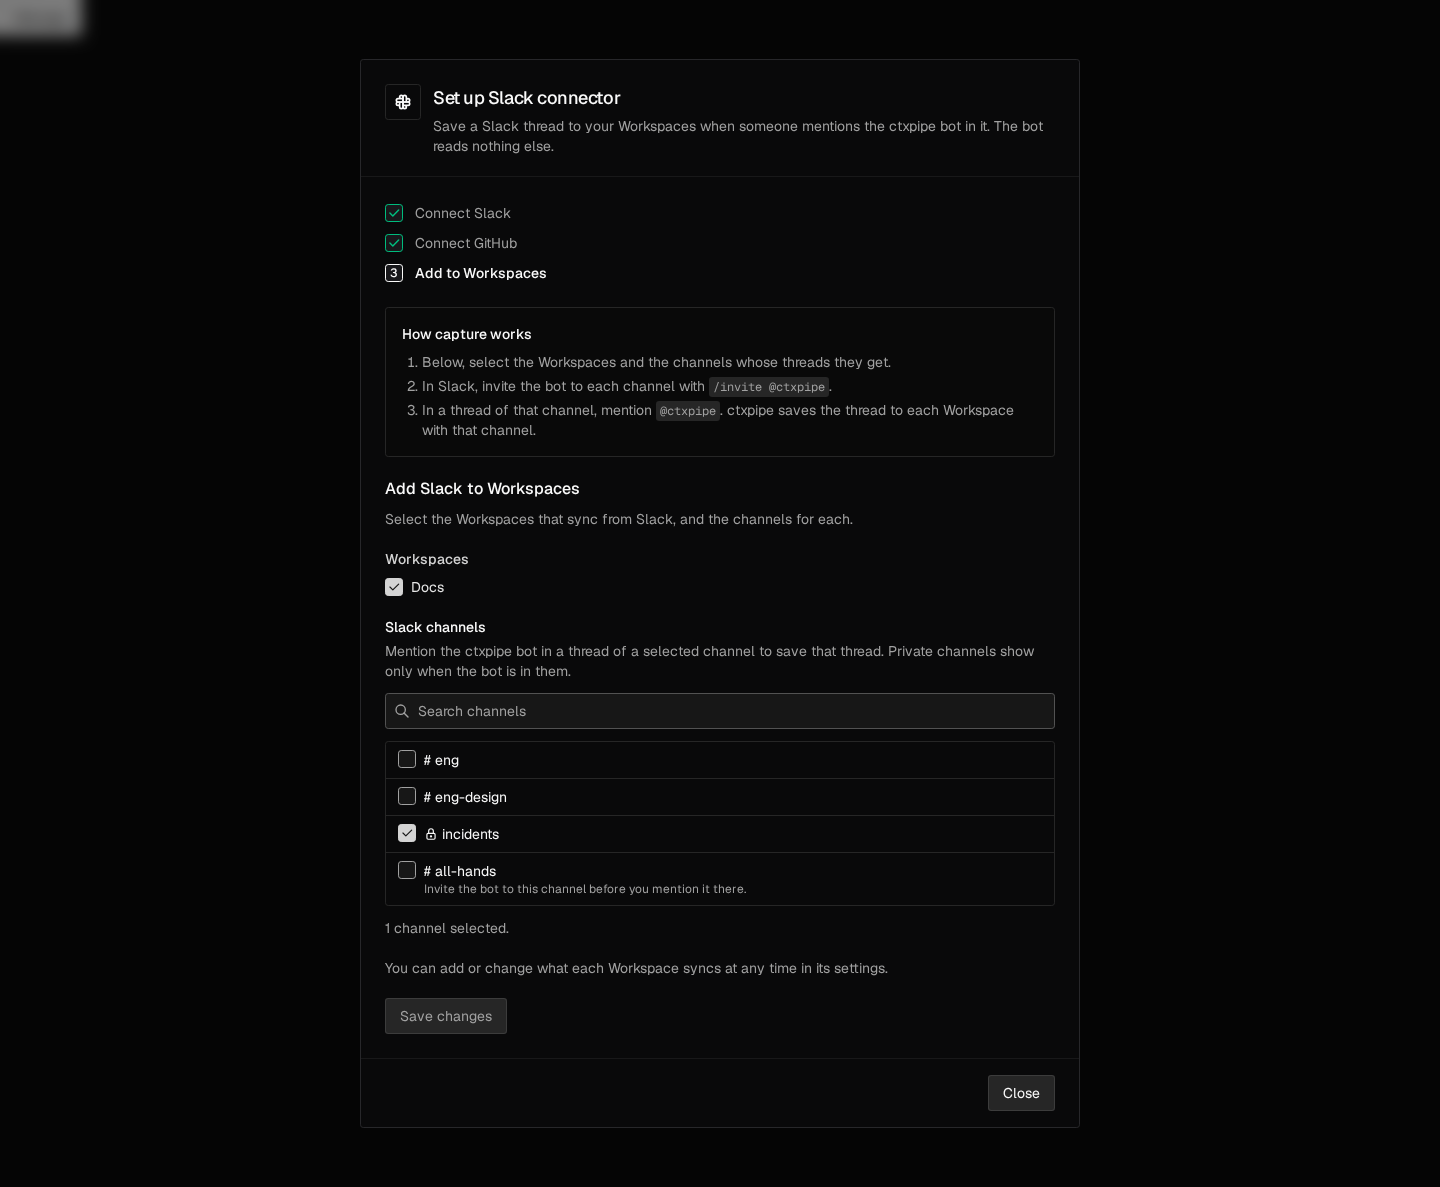 Set up Slack connector
Save a Slack thread to your Workspaces when someone mentions the ctxpipe bot in it. The bot
reads nothing else.
Connect Slack
Connect GitHub
3 Add to Workspaces
How capture works
1. Below, select the Workspaces and the channels whose threads they get.
2. In Slack, invite the bot to each channel with /invite @ctxpipe.
3. In a thread of that channel, mention @ctxpipe. ctxpipe saves the thread to each Workspace
with that channel.
Add Slack to Workspaces
Select the Workspaces that sync from Slack, and the channels for each.
Workspaces
Docs
Slack channels
Mention the ctxpipe bot in a thread of a selected channel to save that thread. Private channels show
only when the bot is in them.
Search channels
# eng
# eng-design
incidents
# all-hands
Invite the bot to this channel before you mention it there.
1 channel selected.
You can add or change what each Workspace syncs at any time in its settings.
Save changes
Close